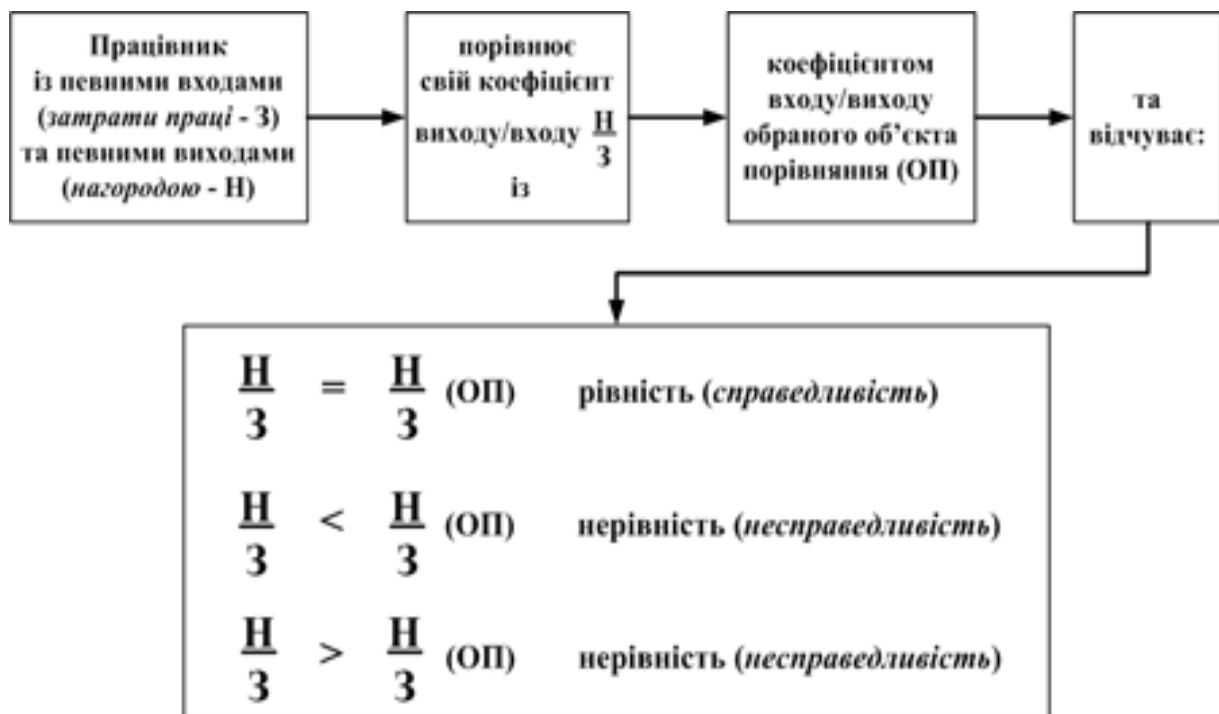 Працівник
із певними входами
(затрати праці - З)
та певними виходами
(нагородою - Н)
порівнює
свій коефіцієнт
виходу/входу Н/З
із
коефіцієнтом
входу/виходу
обраного об’єкта
порівняння (ОП)
та
відчуває:
Н/З = Н/З (ОП) рівність (справедливість)
Н/З < Н/З (ОП) нерівність (несправедливість)
Н/З > Н/З (ОП) нерівність (несправедливість)